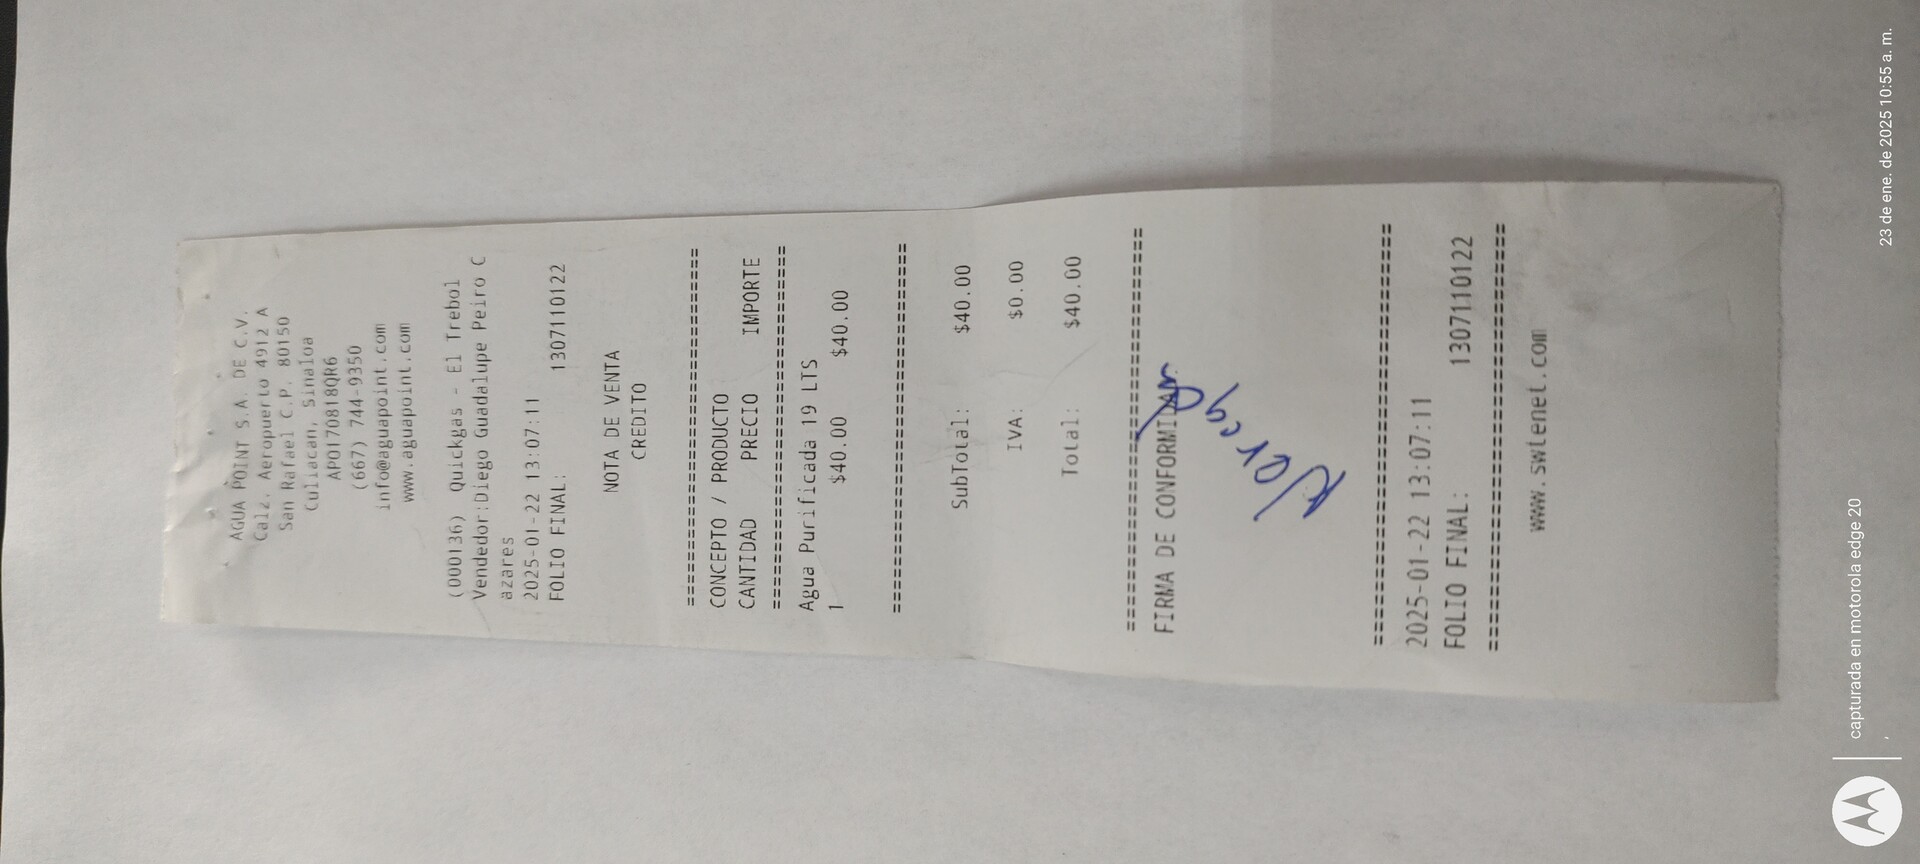 AGUA POINT S.A. DE C.V.
Calz. Aeropuerto 4912 A
San Rafael C.P. 80150
Culiacan, Sinaloa
APO170818QR6
(667) 744-9350
info@aguapoint.com
www.aguapoint.com
(000136) Quickgas - El Trebol
Vendedor:Diego Guadalupe Peiro C
azares
2025-01-22 13:07:11
FOLIO FINAL: 1307110122
NOTA DE VENTA
CREDITO
================================
CONCEPTO / PRODUCTO
CANTIDAD PRECIO IMPORTE
================================
Agua Purificada 19 LTS
1 $40.00 $40.00
================================
SubTotal: $40.00
IVA: $0.00
Total: $40.00
================================
FIRMA DE CONFORMIDAD
================================
2025-01-22 13:07:11
FOLIO FINAL: 1307110122
================================
www.swtenet.com
capturada en motorola edge 20
23 de ene. de 2025 10:55 a. m.